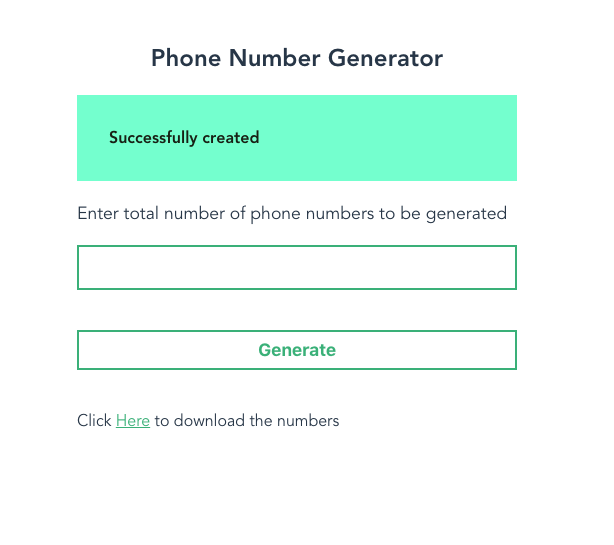 Phone Number Generator
Successfully created
Enter total number of phone numbers to be generated
Generate
Click Here to download the numbers